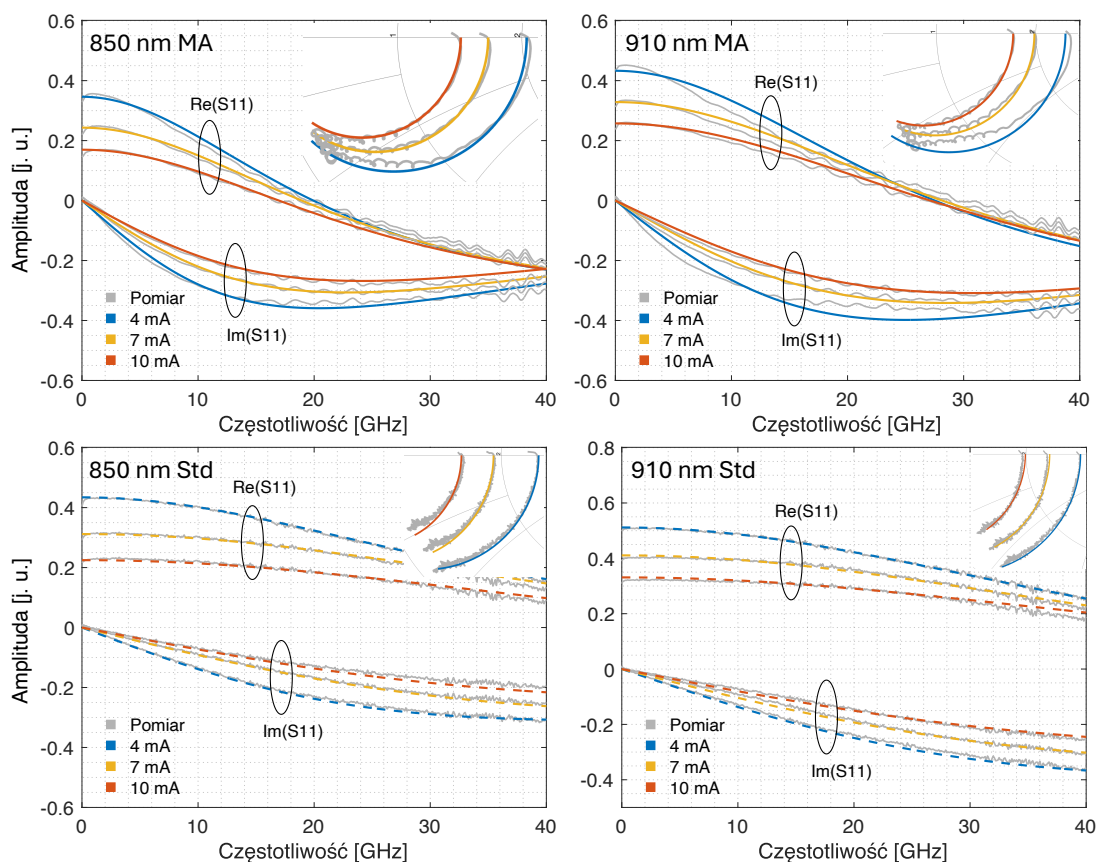 850 nm MA
Amplituda [j. u.]
0.6
0.4
0.2
0
-0.2
-0.4
-0.6
Re(S11)
Im(S11)
1
2
Pomiar
4 mA
7 mA
10 mA
0
10
20
30
40
Częstotliwość [GHz]
910 nm MA
0.6
0.4
0.2
0
-0.2
-0.4
-0.6
Re(S11)
Im(S11)
1
2
Pomiar
4 mA
7 mA
10 mA
0
10
20
30
40
Częstotliwość [GHz]
850 nm Std
Amplituda [j. u.]
0.6
0.4
0.2
0
-0.2
-0.4
-0.6
Re(S11)
Im(S11)
2
Pomiar
4 mA
7 mA
10 mA
0
10
20
30
40
Częstotliwość [GHz]
910 nm Std
0.8
0.6
0.4
0.2
0
-0.2
-0.4
Re(S11)
Im(S11)
Pomiar
4 mA
7 mA
10 mA
0
10
20
30
40
Częstotliwość [GHz]